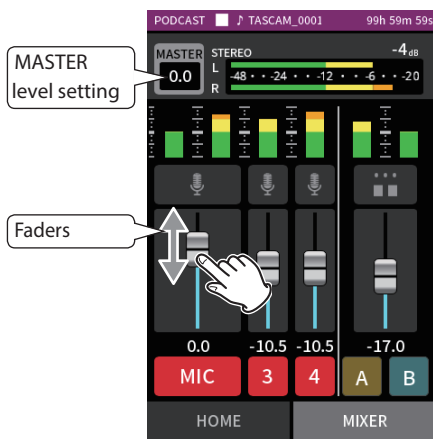 PODCAST ♪ TASCAM_0001 99h 59m 59s
MASTER
level setting
MASTER
0.0
STEREO -4dB
L
-48 · · -24 · · -12 · · -6 · · -20
R
Faders
0.0 -10.5 -10.5 -17.0
MIC 3 4 A B
HOME MIXER